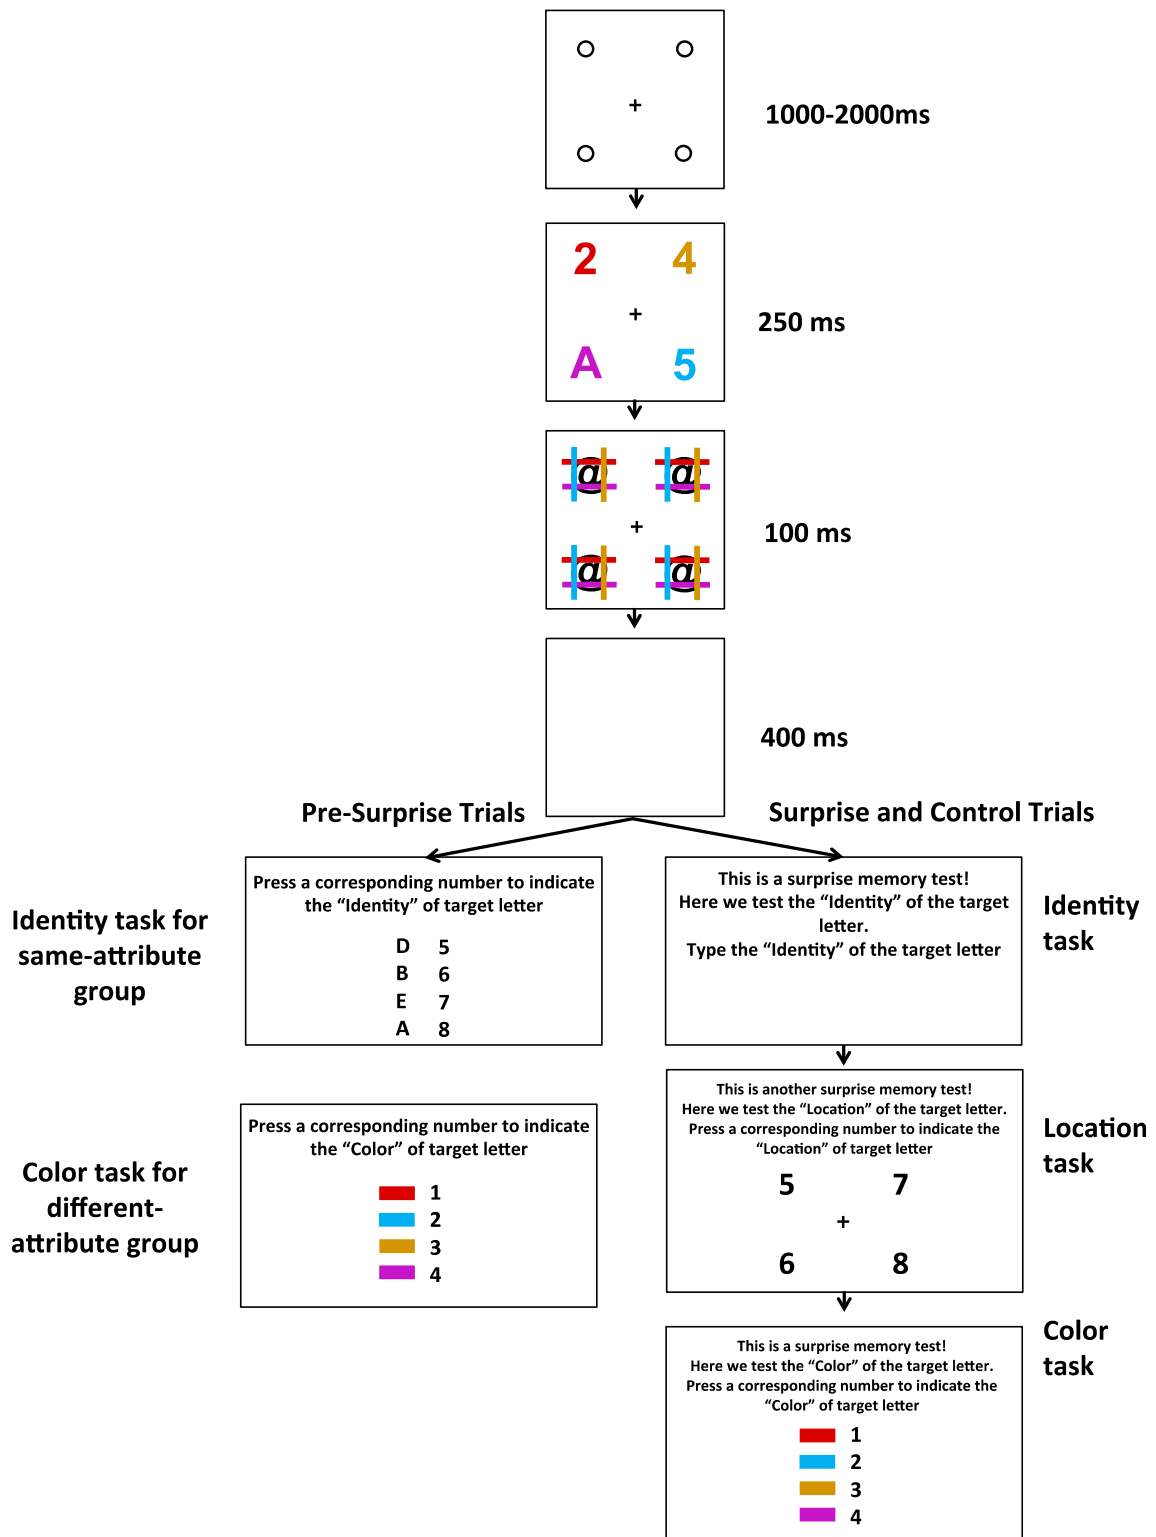 +
1000-2000ms
2 4
+
A 5
250 ms
@ @
+
@ @
100 ms
400 ms
Pre-Surprise Trials
Surprise and Control Trials
Identity task for
same-attribute
group
Press a corresponding number to indicate
the “Identity” of target letter
D 5
B 6
E 7
A 8
This is a surprise memory test!
Here we test the “Identity” of the target
letter.
Type the “Identity” of the target letter
Identity
task
Color task for
different-
attribute group
Press a corresponding number to indicate
the “Color” of target letter
1
2
3
4
This is another surprise memory test!
Here we test the “Location” of the target letter.
Press a corresponding number to indicate the
“Location” of target letter
5 7
+
6 8
Location
task
This is a surprise memory test!
Here we test the “Color” of the target letter.
Press a corresponding number to indicate the
“Color” of target letter
1
2
3
4
Color
task